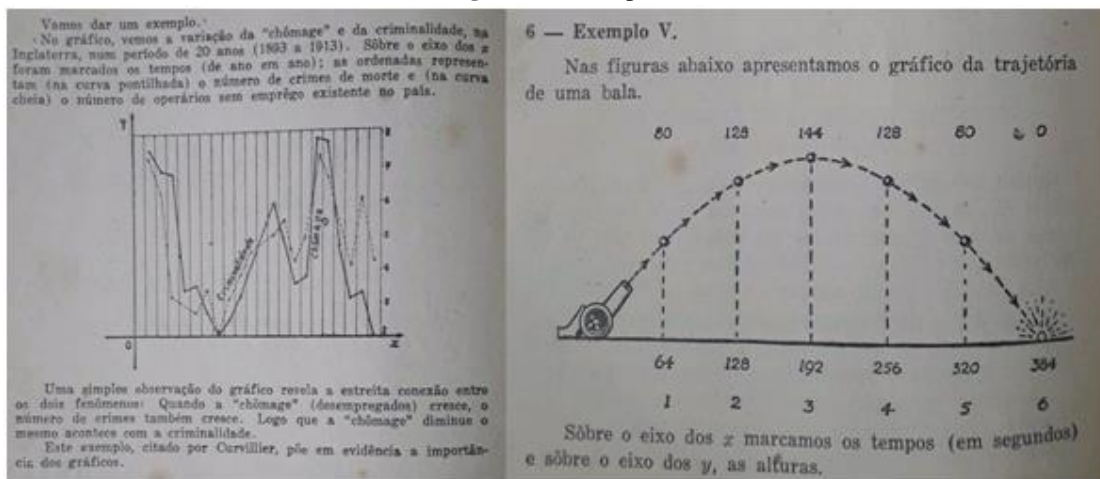 Vamos dar um exemplo.
No gráfico, vemos a variação da "chômage" e da criminalidade, na
Inglaterra, num período de 20 anos (1893 a 1913). Sôbre o eixo dos x
foram marcados os tempos (de ano em ano); as ordenadas represen-
tam (na curva pontilhada) o número de crimes de morte e (na curva
cheia) o número de operários sem emprêgo existente no país.
Y
8
7
6
5
4
3
2
Criminalidade
chômage
0
X
Uma simples observação do gráfico revela a estreita conexão entre
os dois fenômenos: Quando a "chômage" (desempregados) cresce, o
número de crimes também cresce. Logo que a "chômage" diminue o
mesmo acontece com a criminalidade.
Este exemplo, citado por Curvillier, põe em evidência a importân-
cia dos gráficos.
6 — Exemplo V.
Nas figuras abaixo apresentamos o gráfico da trajetória
de uma bala.
80 128 144 128 80 0
64 128 192 256 320 384
1 2 3 4 5 6
Sôbre o eixo dos x marcamos os tempos (em segundos)
e sôbre o eixo dos y, as alturas.